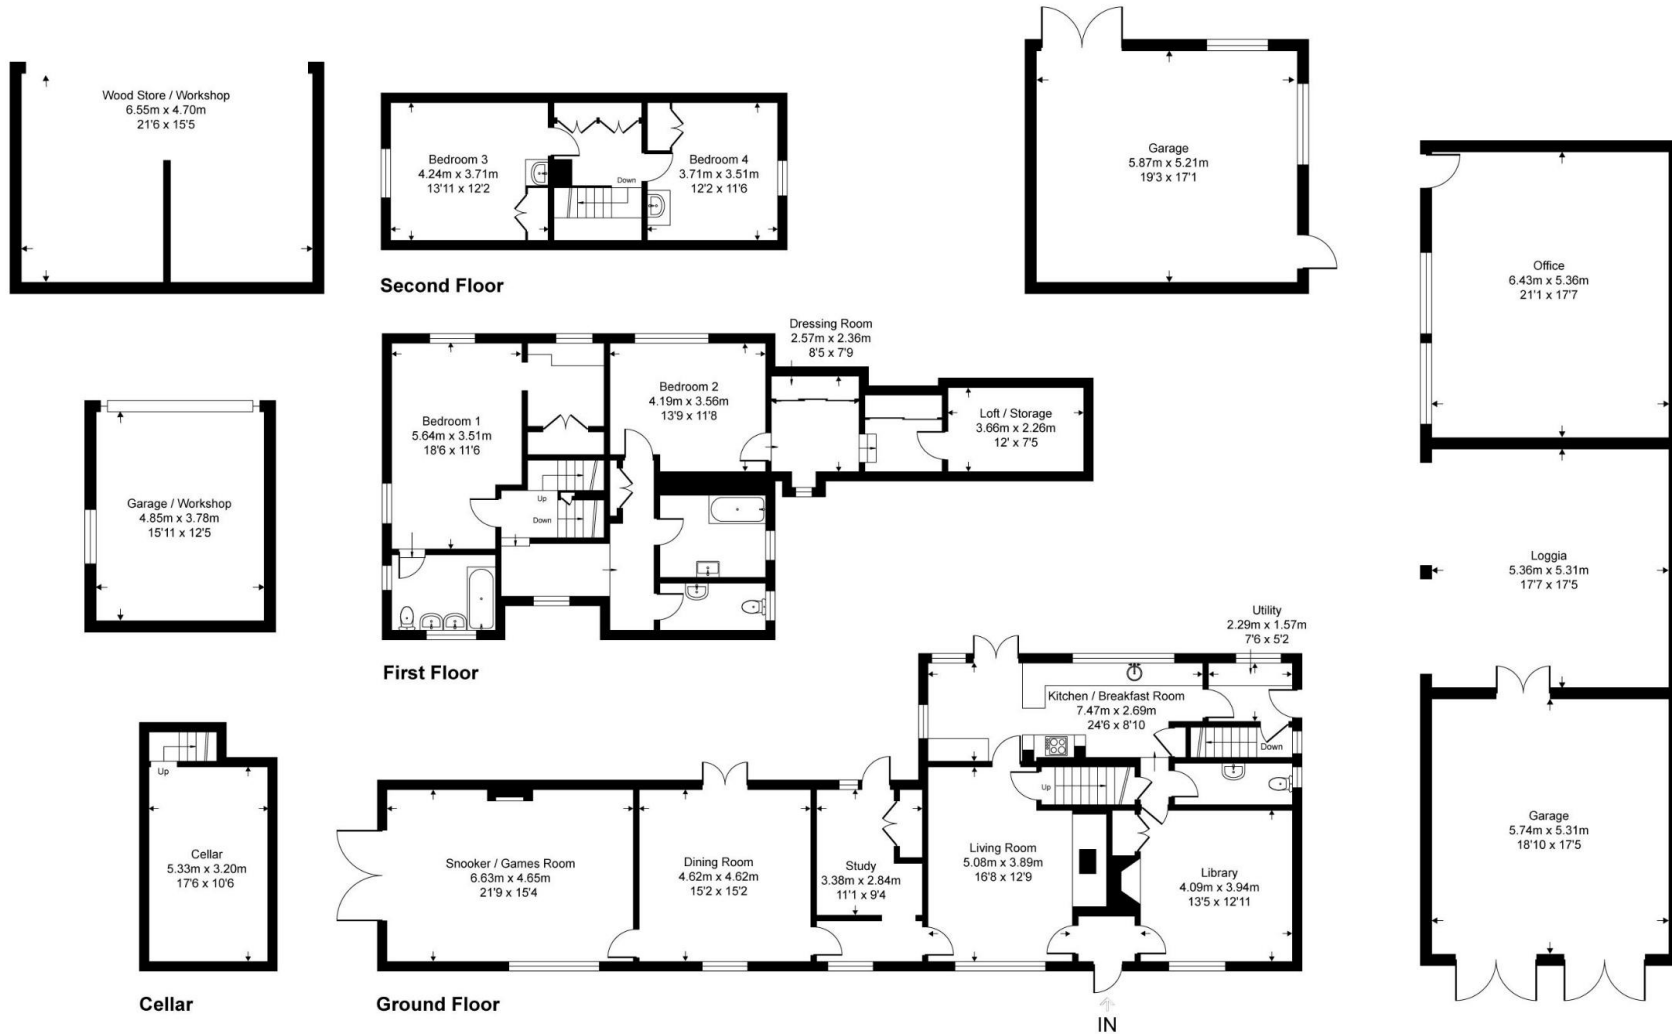 Wood Store / Workshop
6.55m x 4.70m
21'6 x 15'5
Bedroom 3
4.24m x 3.71m
13'11 x 12'2
Down
Bedroom 4
3.71m x 3.51m
12'2 x 11'6
Second Floor
Garage
5.87m x 5.21m
19'3 x 17'1
Office
6.43m x 5.36m
21'1 x 17'7
Dressing Room
2.57m x 2.36m
8'5 x 7'9
Bedroom 1
5.64m x 3.51m
18'6 x 11'6
Bedroom 2
4.19m x 3.56m
13'9 x 11'8
Loft / Storage
3.66m x 2.26m
12' x 7'5
Up
Down
First Floor
Garage / Workshop
4.85m x 3.78m
15'11 x 12'5
Loggia
5.36m x 5.31m
17'7 x 17'5
Utility
2.29m x 1.57m
7'6 x 5'2
Kitchen / Breakfast Room
7.47m x 2.69m
24'6 x 8'10
Down
Up
Up
Cellar
5.33m x 3.20m
17'6 x 10'6
Cellar
Snooker / Games Room
6.63m x 4.65m
21'9 x 15'4
Dining Room
4.62m x 4.62m
15'2 x 15'2
Study
3.38m x 2.84m
11'1 x 9'4
Living Room
5.08m x 3.89m
16'8 x 12'9
Library
4.09m x 3.94m
13'5 x 12'11
Garage
5.74m x 5.31m
18'10 x 17'5
Ground Floor
IN